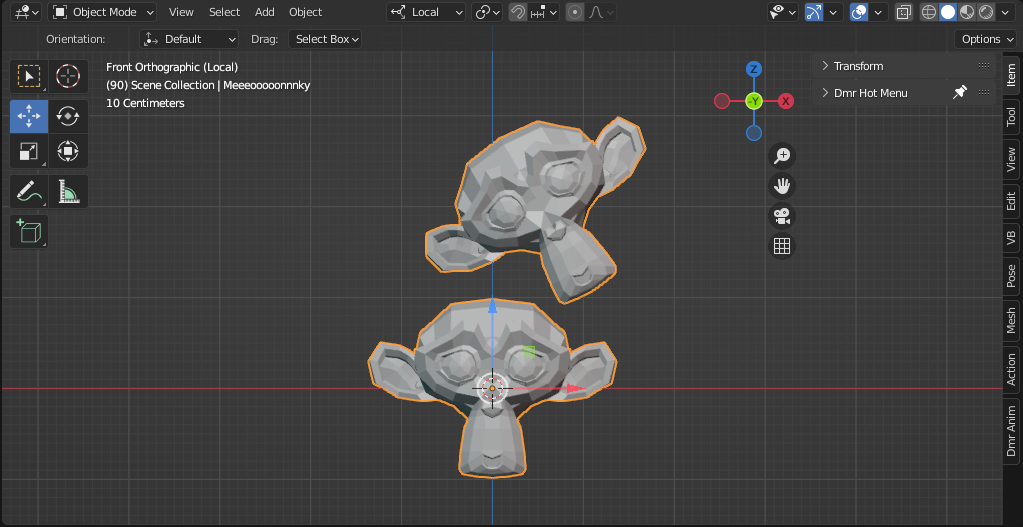 Object Mode View Select Add Object Local
Orientation: Default Drag: Select Box Options
Front Orthographic (Local)
(90) Scene Collection | Meeeooooonnnky
10 Centimeters
Z
-Y
X
Transform
Dmr Hot Menu
Item
Tool
View
Edit
VB
Pose
Mesh
Action
Dmr Anim